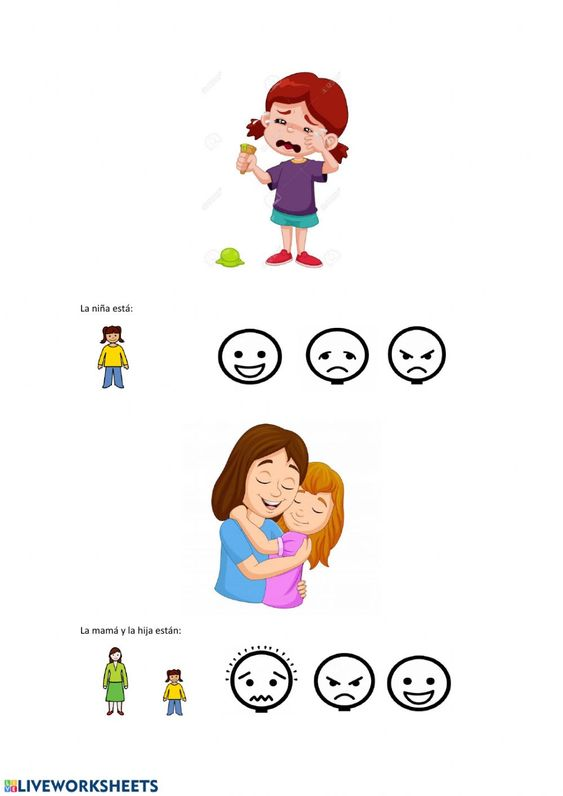 La niña está:
La mamá y la hija están:
LIVEWORKSHEETS